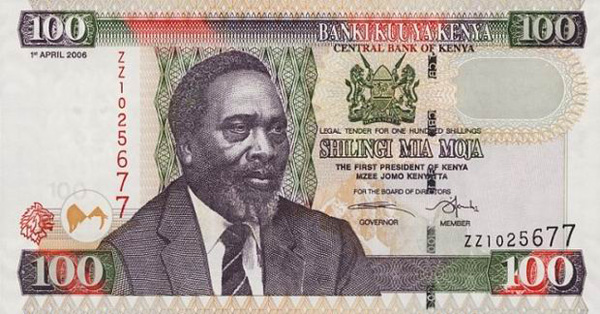 100
BANKI KUU YA KENYA
CENTRAL BANK OF KENYA
100
1ST APRIL 2006
ZZ1025677
LEGAL TENDER FOR ONE HUNDRED SHILLINGS
SHILINGI MIA MOJA
THE FIRST PRESIDENT OF KENYA
MZEE JOMO KENYATTA
FOR THE BOARD OF DIRECTORS
GOVERNOR
MEMBER
ZZ1025677
100
100
100